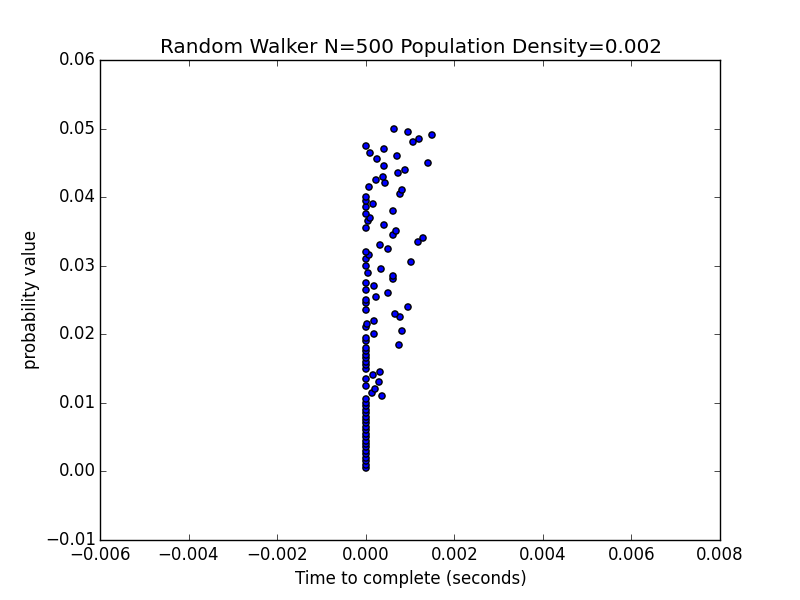 Random Walker N=500 Population Density=0.002
0.06
0.05
0.04
0.03
0.02
0.01
0.00
−0.01
probability value
−0.006 −0.004 −0.002 0.000 0.002 0.004 0.006 0.008
Time to complete (seconds)